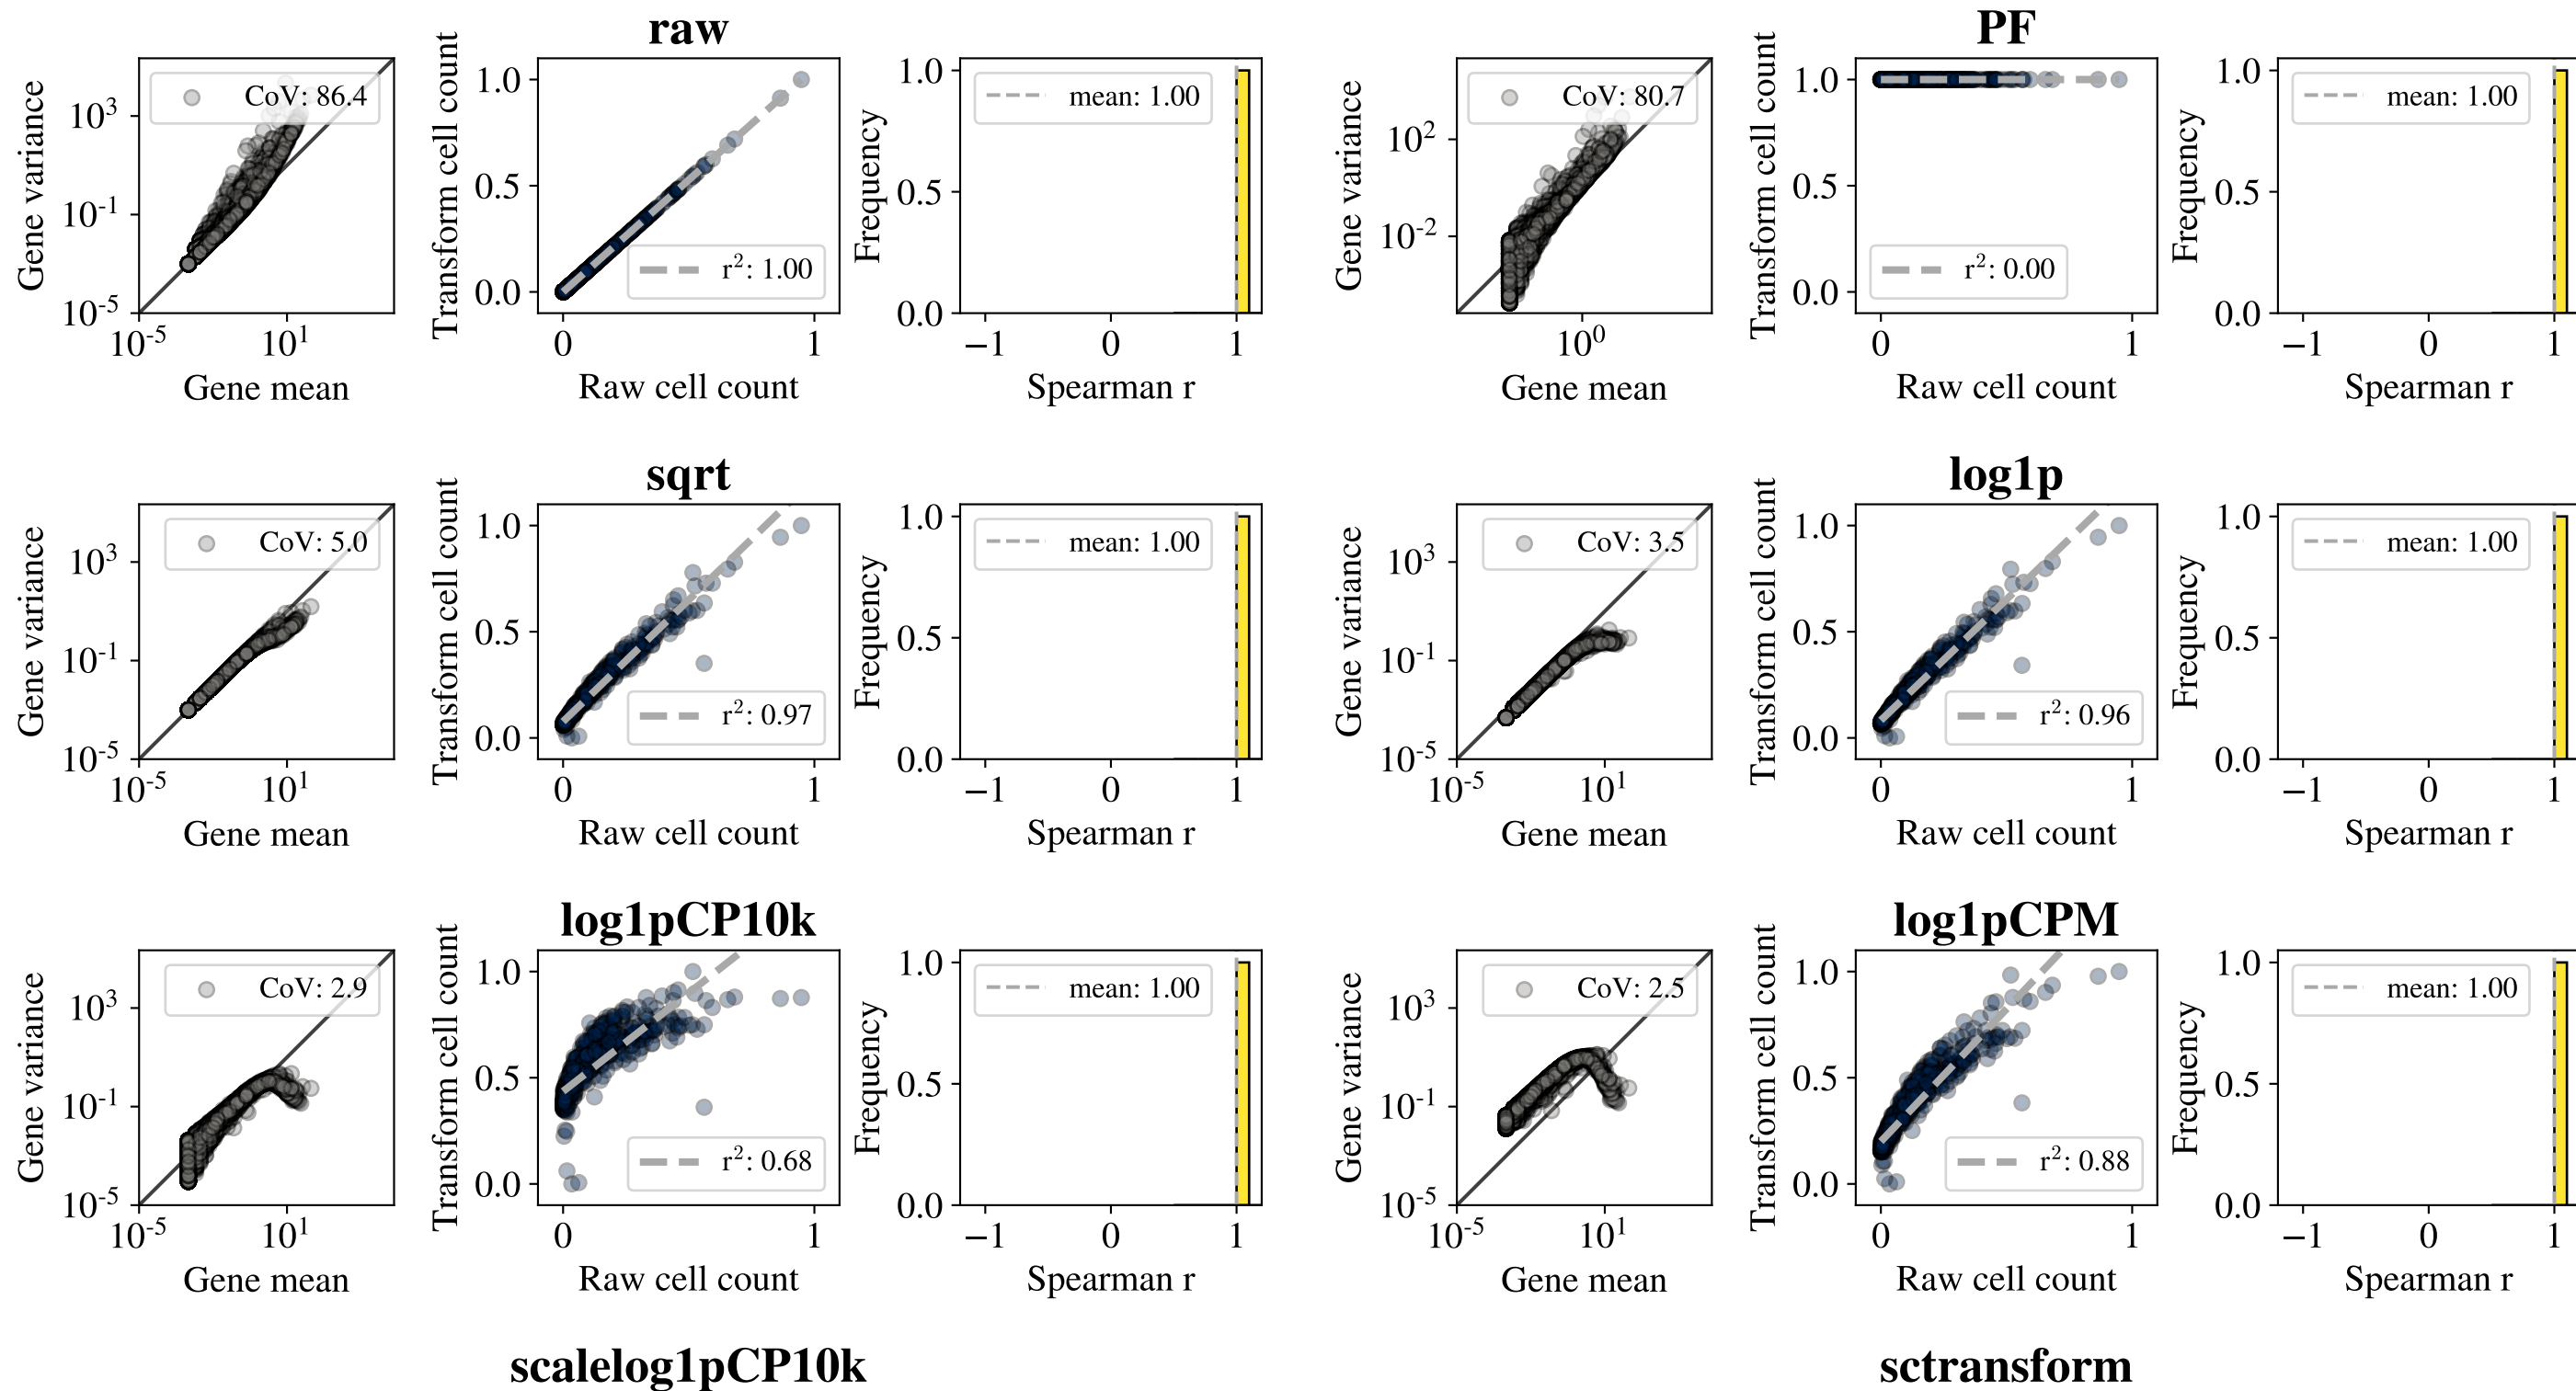 raw
Gene variance
10^3
10^-1
10^-5
10^-5
10^1
Gene mean
CoV: 86.4
Transform cell count
1.0
0.5
0.0
0
1
Raw cell count
r^2: 1.00
Frequency
1.0
0.5
0.0
−1
0
1
Spearman r
mean: 1.00
PF
Gene variance
10^2
10^-2
10^0
Gene mean
CoV: 80.7
Transform cell count
1.0
0.5
0.0
0
1
Raw cell count
r^2: 0.00
Frequency
1.0
0.5
0.0
−1
0
1
Spearman r
mean: 1.00
sqrt
Gene variance
10^3
10^-1
10^-5
10^-5
10^1
Gene mean
CoV: 5.0
Transform cell count
1.0
0.5
0.0
0
1
Raw cell count
r^2: 0.97
Frequency
1.0
0.5
0.0
−1
0
1
Spearman r
mean: 1.00
log1p
Gene variance
10^3
10^-1
10^-5
10^-5
10^1
Gene mean
CoV: 3.5
Transform cell count
1.0
0.5
0.0
0
1
Raw cell count
r^2: 0.96
Frequency
1.0
0.5
0.0
−1
0
1
Spearman r
mean: 1.00
log1pCP10k
Gene variance
10^3
10^-1
10^-5
10^-5
10^1
Gene mean
CoV: 2.9
Transform cell count
1.0
0.5
0.0
0
1
Raw cell count
r^2: 0.68
Frequency
1.0
0.5
0.0
−1
0
1
Spearman r
mean: 1.00
log1pCPM
Gene variance
10^3
10^-1
10^-5
10^-5
10^1
Gene mean
CoV: 2.5
Transform cell count
1.0
0.5
0.0
0
1
Raw cell count
r^2: 0.88
Frequency
1.0
0.5
0.0
−1
0
1
Spearman r
mean: 1.00
scalelog1pCP10k
sctransform